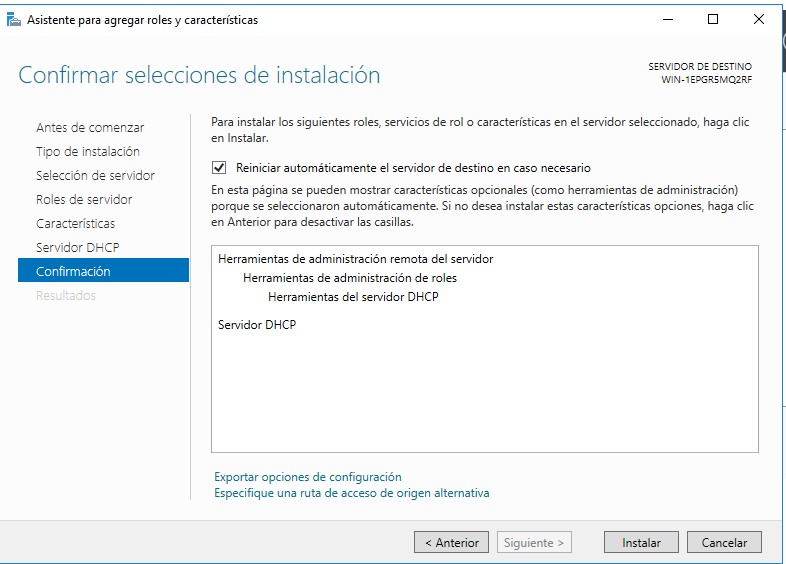 Asistente para agregar roles y características
Confirmar selecciones de instalación
SERVIDOR DE DESTINO
WIN-1EPGR5MQ2RF
Antes de comenzar
Tipo de instalación
Selección de servidor
Roles de servidor
Características
Servidor DHCP
Confirmación
Resultados
Para instalar los siguientes roles, servicios de rol o características en el servidor seleccionado, haga clic
en Instalar.
Reiniciar automáticamente el servidor de destino en caso necesario
En esta página se pueden mostrar características opcionales (como herramientas de administración)
porque se seleccionaron automáticamente. Si no desea instalar estas características opciones, haga clic
en Anterior para desactivar las casillas.
Herramientas de administración remota del servidor
Herramientas de administración de roles
Herramientas del servidor DHCP
Servidor DHCP
Exportar opciones de configuración
Especifique una ruta de acceso de origen alternativa
< Anterior
Siguiente >
Instalar
Cancelar